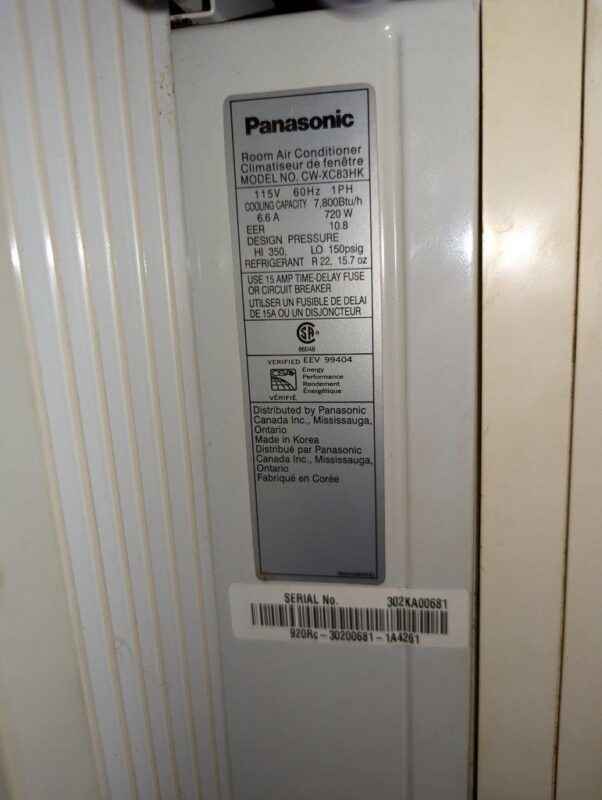 Panasonic
Room Air Conditioner
Climatiseur de fenêtre
MODEL NO. CW-XC83HK
115V 60Hz 1PH
COOLING CAPACITY 7,800Btu/h
6.6 A 720 W
EER 10.8
DESIGN PRESSURE
HI 350, LO 150psig
REFRIGERANT R 22, 15.7 oz
USE 15 AMP TIME-DELAY FUSE
OR CIRCUIT BREAKER
UTILISER UN FUSIBLE DE DELAI
DE 15A OU UN DISJONCTEUR
VERIFIED EEV 99404
Energy
Performance
Rendement
Énergétique
VÉRIFIÉ
Distributed by Panasonic
Canada Inc., Mississauga,
Ontario
Made in Korea
Distribué par Panasonic
Canada Inc., Mississauga,
Ontario
Fabriqué en Corée
SERIAL No. 302KA00681
920Rc-30200681-1A4261